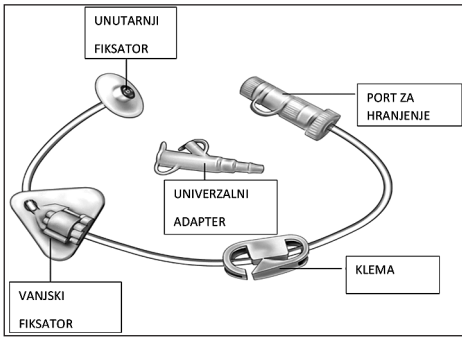 UNUTARNJI
FIKSATOR
PORT ZA
HRANJENJE
UNIVERZALNI
ADAPTER
KLEMA
VANJSKI
FIKSATOR